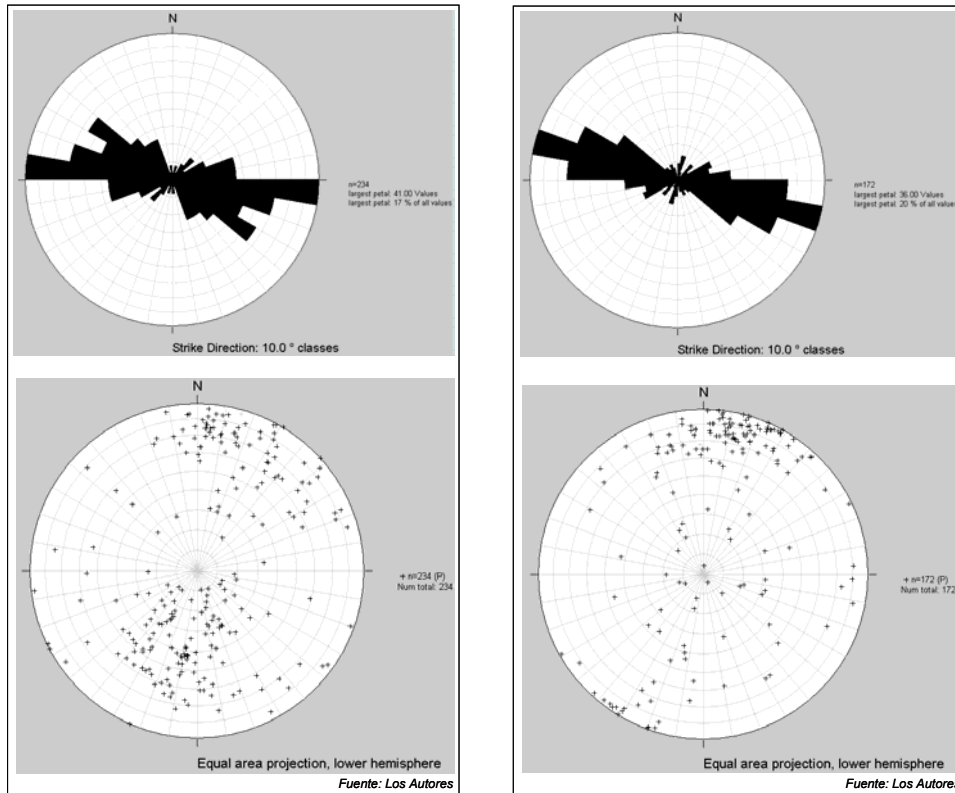 N
n=234
largest petal: 41.00 Values
largest petal: 17 % of all values
Strike Direction: 10.0 ° classes
N
+ n=234 (P)
Num total: 234
Equal area projection, lower hemisphere
Fuente: Los Autores
N
n=172
largest petal: 36.00 Values
largest petal: 20 % of all values
Strike Direction: 10.0 ° classes
N
+ n=172 (P)
Num total: 172
Equal area projection, lower hemisphere
Fuente: Los Autores